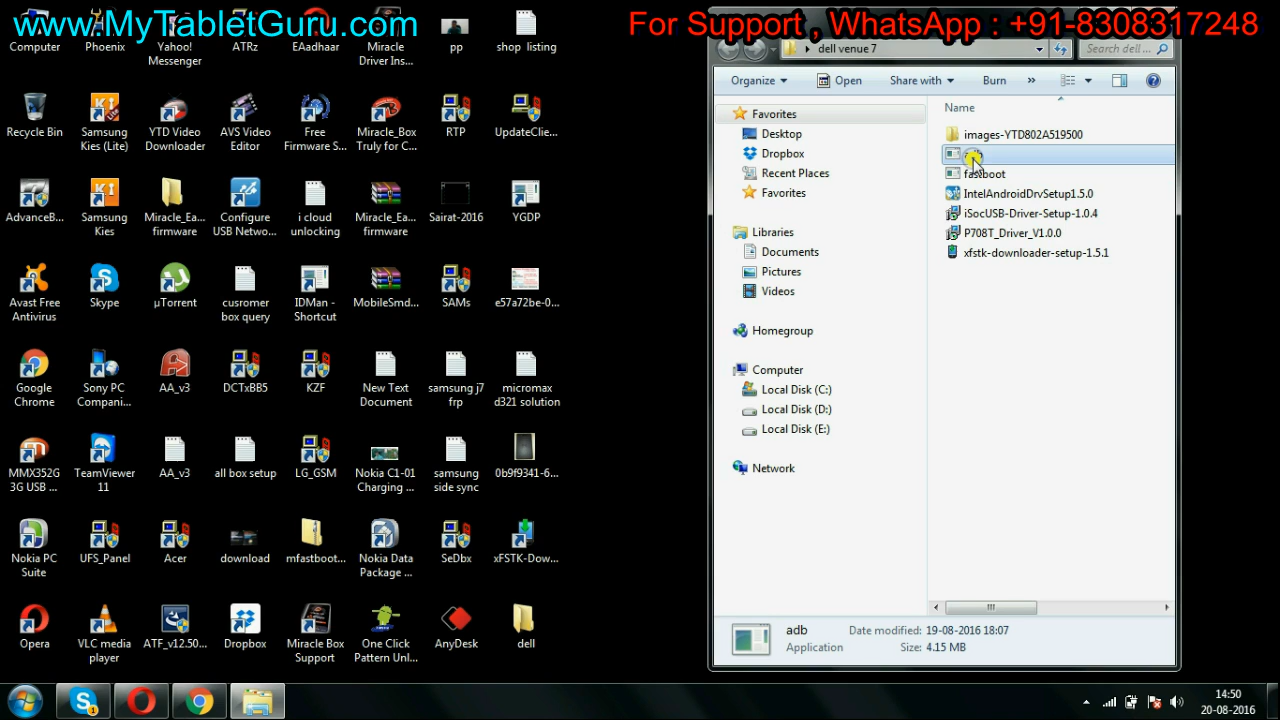 www.MyTabletGuru.com
For Support , WhatsApp : +91-8308317248
Computer
Phoenix
Yahoo!
Messenger
ATRz
EAadhaar
Miracle
Driver Ins...
pp
shop listing
Recycle Bin
Samsung
Kies (Lite)
YTD Video
Downloader
AVS Video
Editor
Free
Firmware S...
Miracle_Box
Truly for C...
RTP
UpdateClie...
AdvanceB...
Samsung
Kies
Miracle_Ea...
firmware
Configure
USB Netwo...
i cloud
unlocking
Miracle_Ea...
firmware
Sairat-2016
YGDP
Avast Free
Antivirus
Skype
µTorrent
cusromer
box query
IDMan -
Shortcut
MobileSmd...
SAMs
e57a72be-0...
Google
Chrome
Sony PC
Compani...
AA_v3
DCTxBB5
KZF
New Text
Document
samsung j7
frp
micromax
d321 solution
MMX352G
3G USB ...
TeamViewer
11
AA_v3
all box setup
LG_GSM
Nokia C1-01
Charging ...
samsung
side sync
0b9f9341-6...
Nokia PC
Suite
UFS_Panel
Acer
download
mfastboot...
Nokia Data
Package ...
SeDbx
xFSTK-Dow...
Opera
VLC media
player
ATF_v12.50...
Dropbox
Miracle Box
Support
One Click
Pattern Unl...
AnyDesk
dell
dell venue 7
Search dell ...
Organize
Open
Share with
Burn
»
Favorites
Desktop
Dropbox
Recent Places
Favorites
Libraries
Documents
Pictures
Videos
Homegroup
Computer
Local Disk (C:)
Local Disk (D:)
Local Disk (E:)
Network
Name
images-YTD802A519500
fastboot
IntelAndroidDrvSetup1.5.0
iSocUSB-Driver-Setup-1.0.4
P708T_Driver_V1.0.0
xfstk-downloader-setup-1.5.1
adb
Date modified: 19-08-2016 18:07
Application
Size: 4.15 MB
14:50
20-08-2016